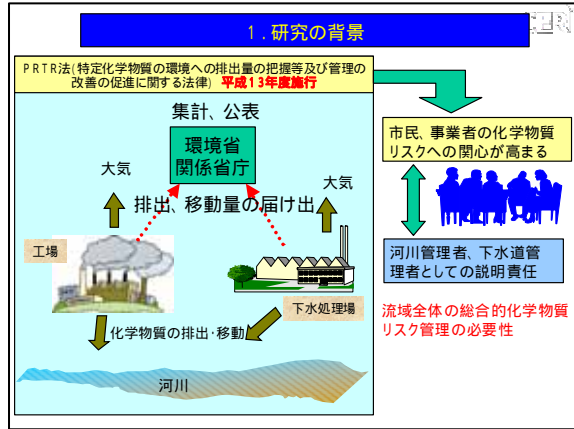 1.研究の背景
PRTR法(特定化学物質の環境への排出量の把握等及び管理の
改善の促進に関する法律) 平成13年度施行
集計、公表
環境省
関係省庁
大気
大気
排出、移動量の届け出
工場
下水処理場
化学物質の排出・移動
河川
市民、事業者の化学物質
リスクへの関心が高まる
河川管理者、下水道管
理者としての説明責任
流域全体の総合的化学物質
リスク管理の必要性